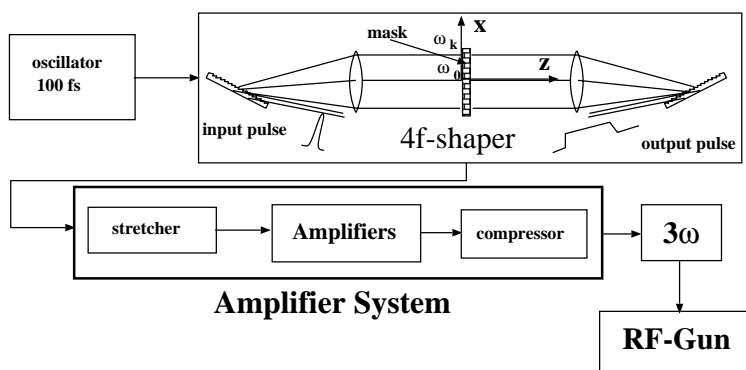 oscillator
100 fs
mask
x
ω k
ω 0
z
input pulse
4f-shaper
output pulse
stretcher
Amplifiers
compressor
3ω
Amplifier System
RF-Gun